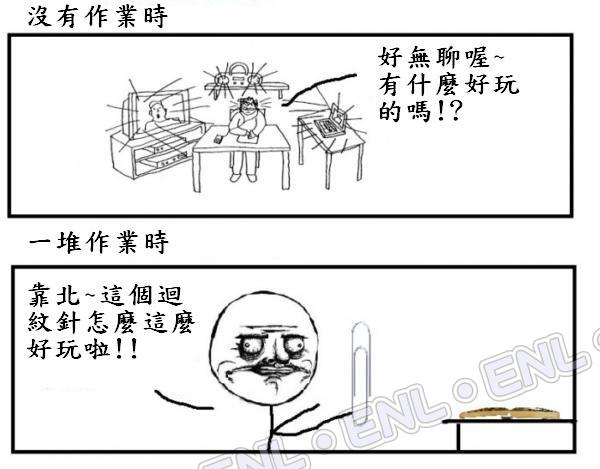 沒有作業時
好無聊喔~
有什麼好玩
的嗎!?
一堆作業時
靠北~這個迴
紋針怎麼這麼
好玩啦!!
ENL•ENL•ENL•ENL